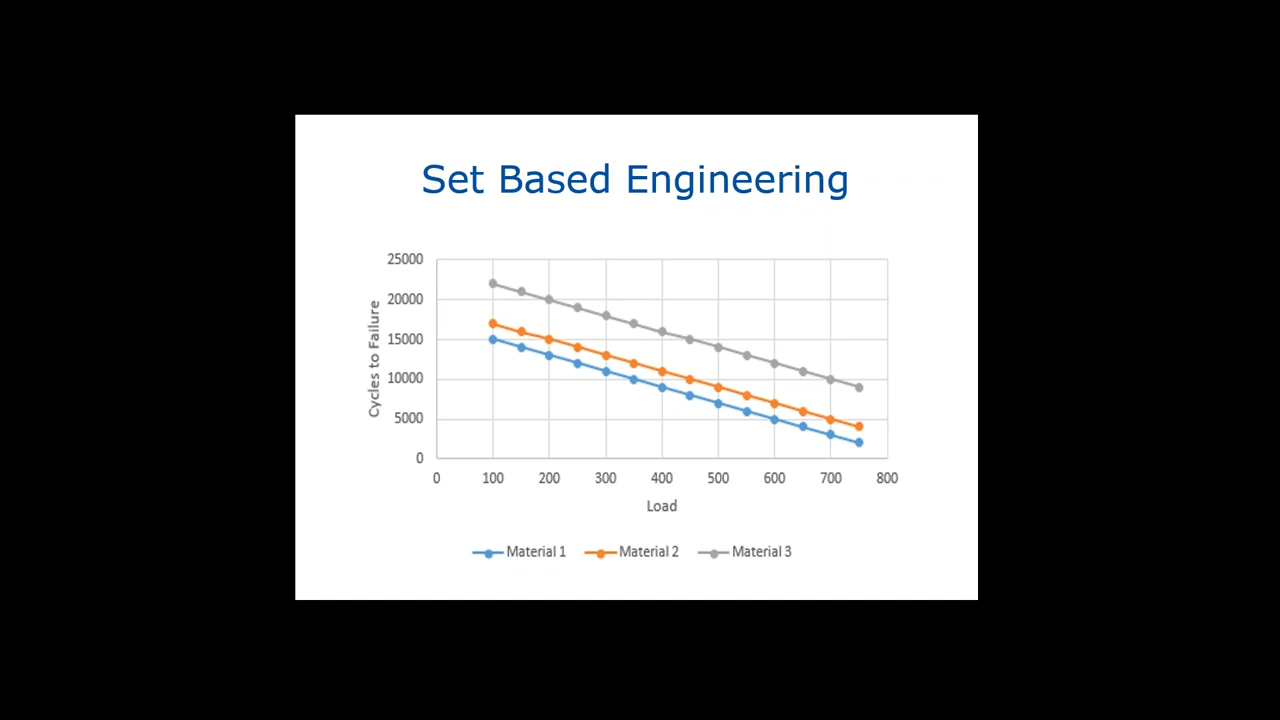 Set Based Engineering
25000
20000
15000
10000
5000
0
Cycles to Failure
0 100 200 300 400 500 600 700 800
Load
Material 1 Material 2 Material 3